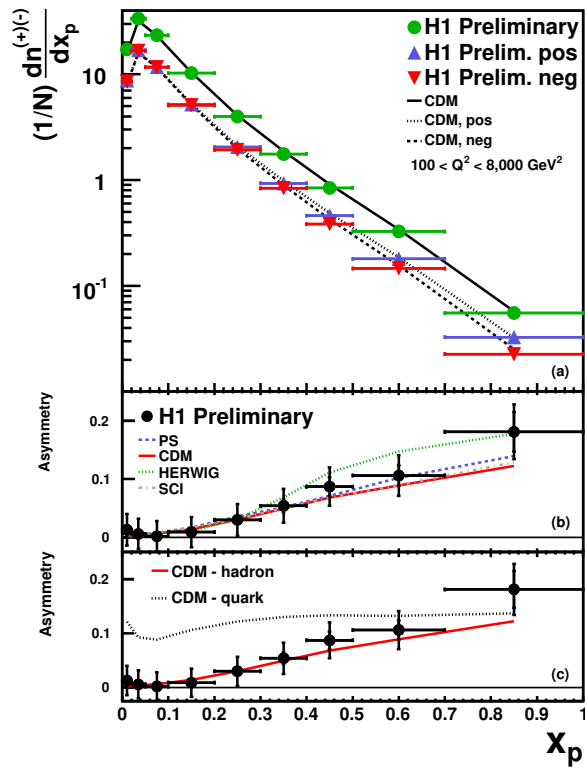 (1/N) dn(+)(-)
dxp
H1 Preliminary
H1 Prelim. pos
H1 Prelim. neg
CDM
CDM, pos
CDM, neg
100 < Q² < 8,000 GeV²
10
1
10⁻¹
(a)
Asymmetry
0.2
0.1
0
H1 Preliminary
PS
CDM
HERWIG
SCI
(b)
Asymmetry
0.2
0.1
0
CDM - hadron
CDM - quark
(c)
0 0.1 0.2 0.3 0.4 0.5 0.6 0.7 0.8 0.9 1
xp